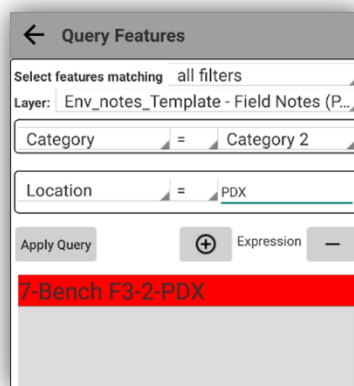 Query Features
Select features matching all filters
Layer: Env_notes_Template - Field Notes (P...
Category = Category 2
Location = PDX
Apply Query Expression
7-Bench F3-2-PDX